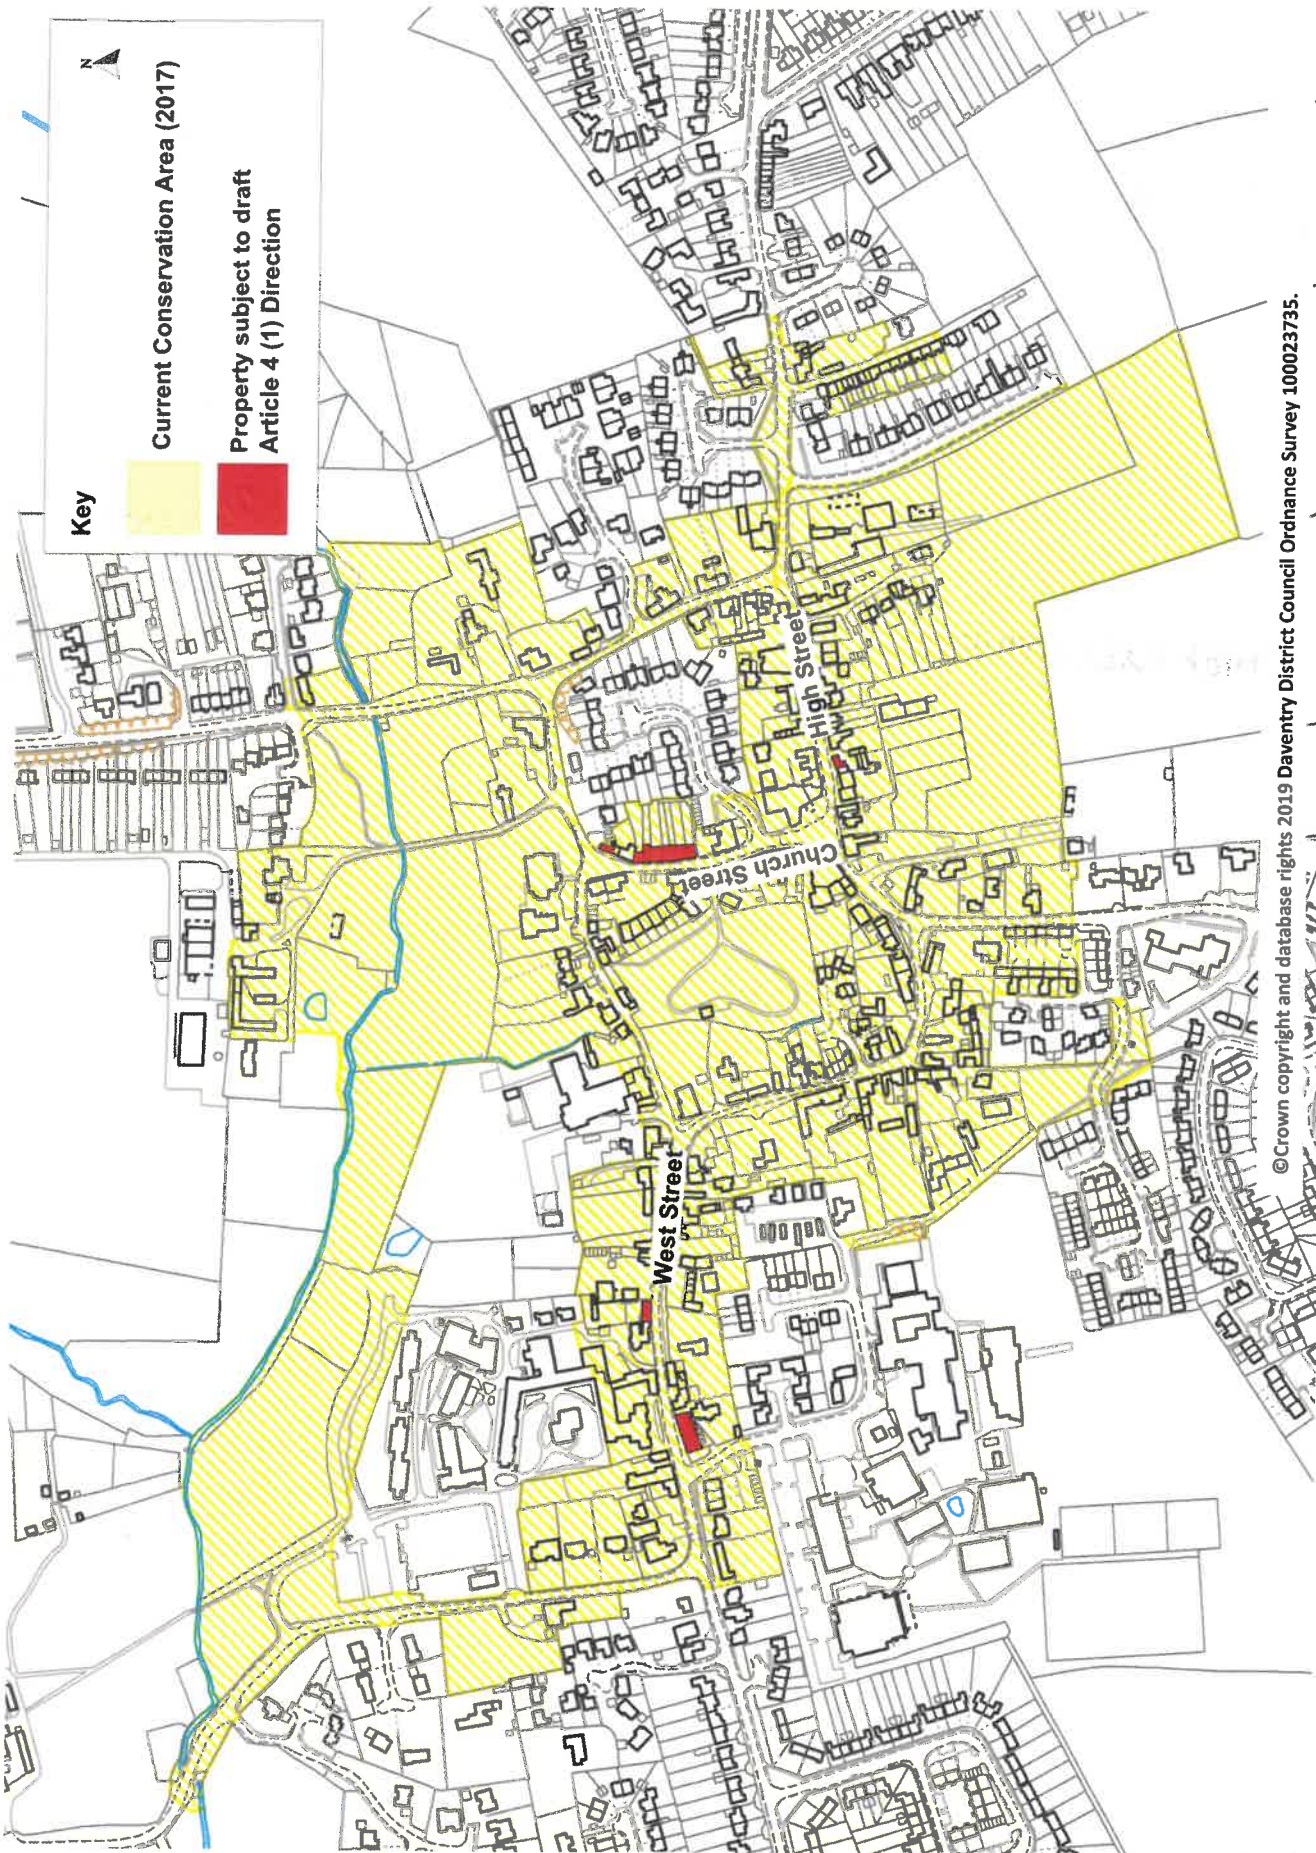 Key
N
Current Conservation Area (2017)
Property subject to draft
Article 4 (1) Direction
West Street
Church Street
High Street
©Crown copyright and database rights 2019 Daventry District Council Ordnance Survey 100023735.